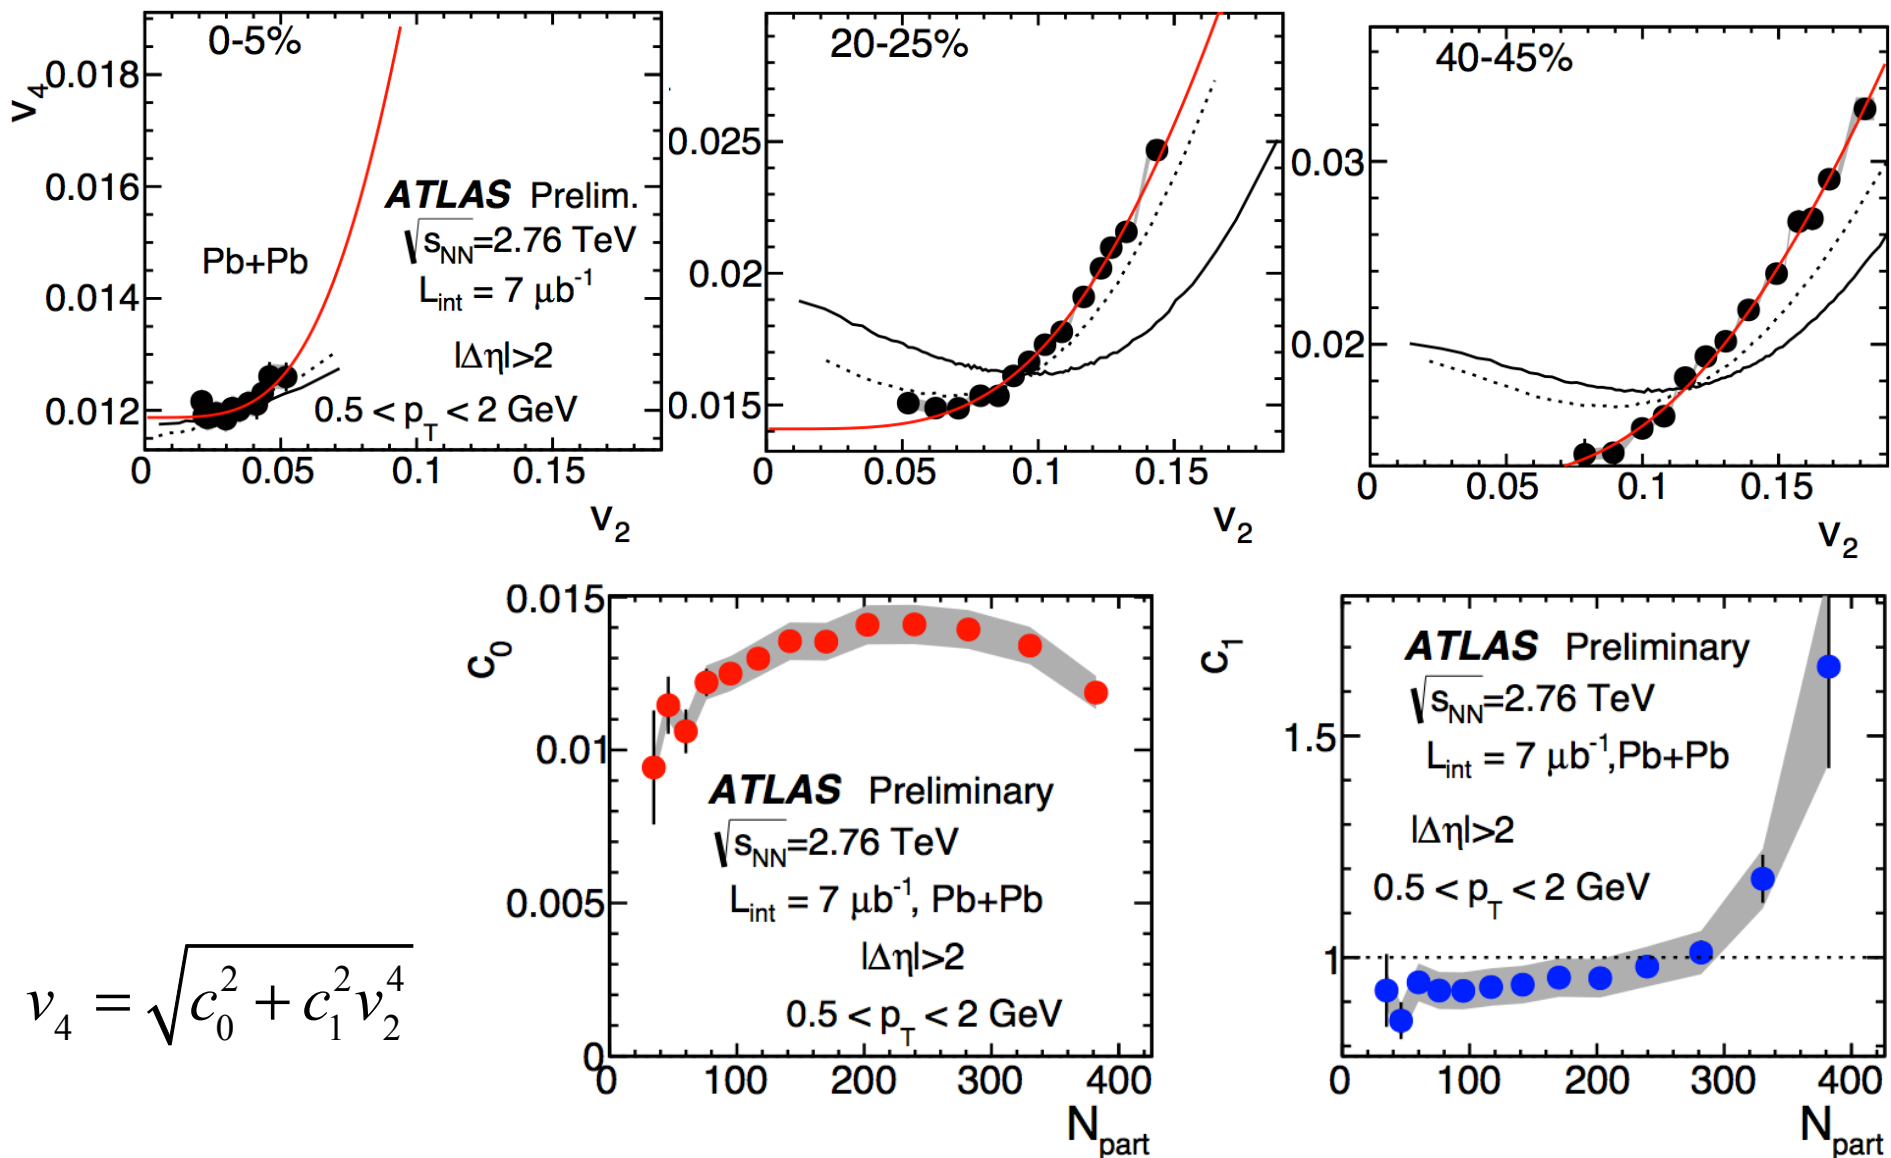 0-5%
v4
0.018
0.016
0.014
0.012
ATLAS Prelim.
√sNN=2.76 TeV
Pb+Pb
Lint = 7 μb-1
|Δη|>2
0.5 < pT < 2 GeV
0 0.05 0.1 0.15
v2
20-25%
0.025
0.02
0.015
0 0.05 0.1 0.15
v2
40-45%
0.03
0.02
0 0.05 0.1 0.15
v2
v4 = √c0^2 + c1^2 v2^4
c0
0.015
0.01
0.005
0
ATLAS Preliminary
√sNN=2.76 TeV
Lint = 7 μb-1, Pb+Pb
|Δη|>2
0.5 < pT < 2 GeV
0 100 200 300 400
Npart
c1
1.5
1
ATLAS Preliminary
√sNN=2.76 TeV
Lint = 7 μb-1,Pb+Pb
|Δη|>2
0.5 < pT < 2 GeV
0 100 200 300 400
Npart